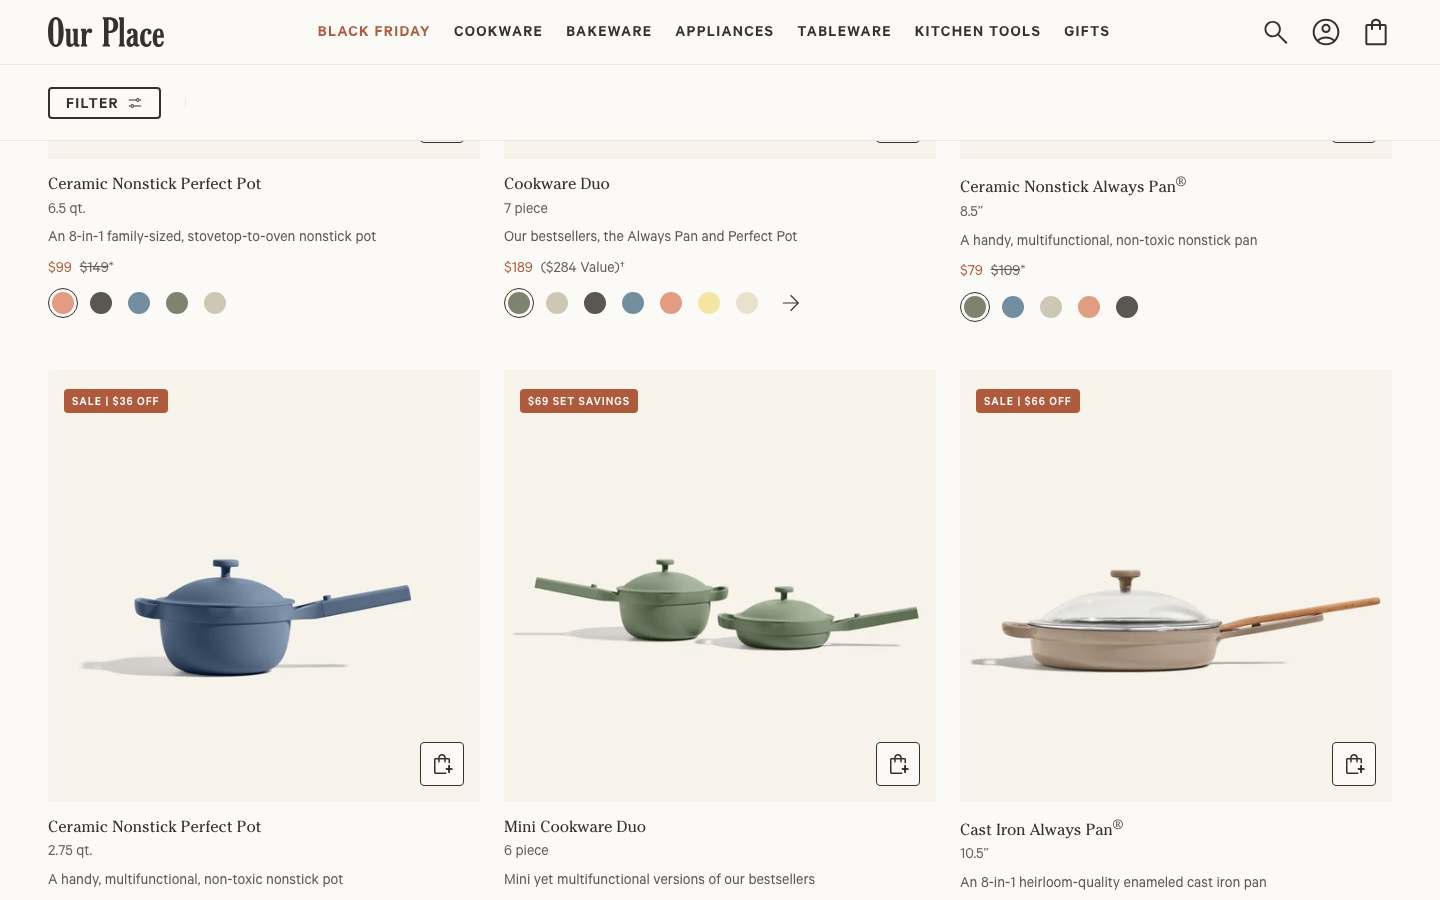 Our Place
BLACK FRIDAY COOKWARE BAKEWARE APPLIANCES TABLEWARE KITCHEN TOOLS GIFTS
FILTER
Ceramic Nonstick Perfect Pot
6.5 qt.
An 8-in-1 family-sized, stovetop-to-oven nonstick pot
$99 $149*
Cookware Duo
7 piece
Our bestsellers, the Always Pan and Perfect Pot
$189 ($284 Value)†
Ceramic Nonstick Always Pan®
8.5”
A handy, multifunctional, non-toxic nonstick pan
$79 $109*
SALE | $36 OFF
Ceramic Nonstick Perfect Pot
2.75 qt.
A handy, multifunctional, non-toxic nonstick pot
$69 SET SAVINGS
Mini Cookware Duo
6 piece
Mini yet multifunctional versions of our bestsellers
SALE | $66 OFF
Cast Iron Always Pan®
10.5”
An 8-in-1 heirloom-quality enameled cast iron pan